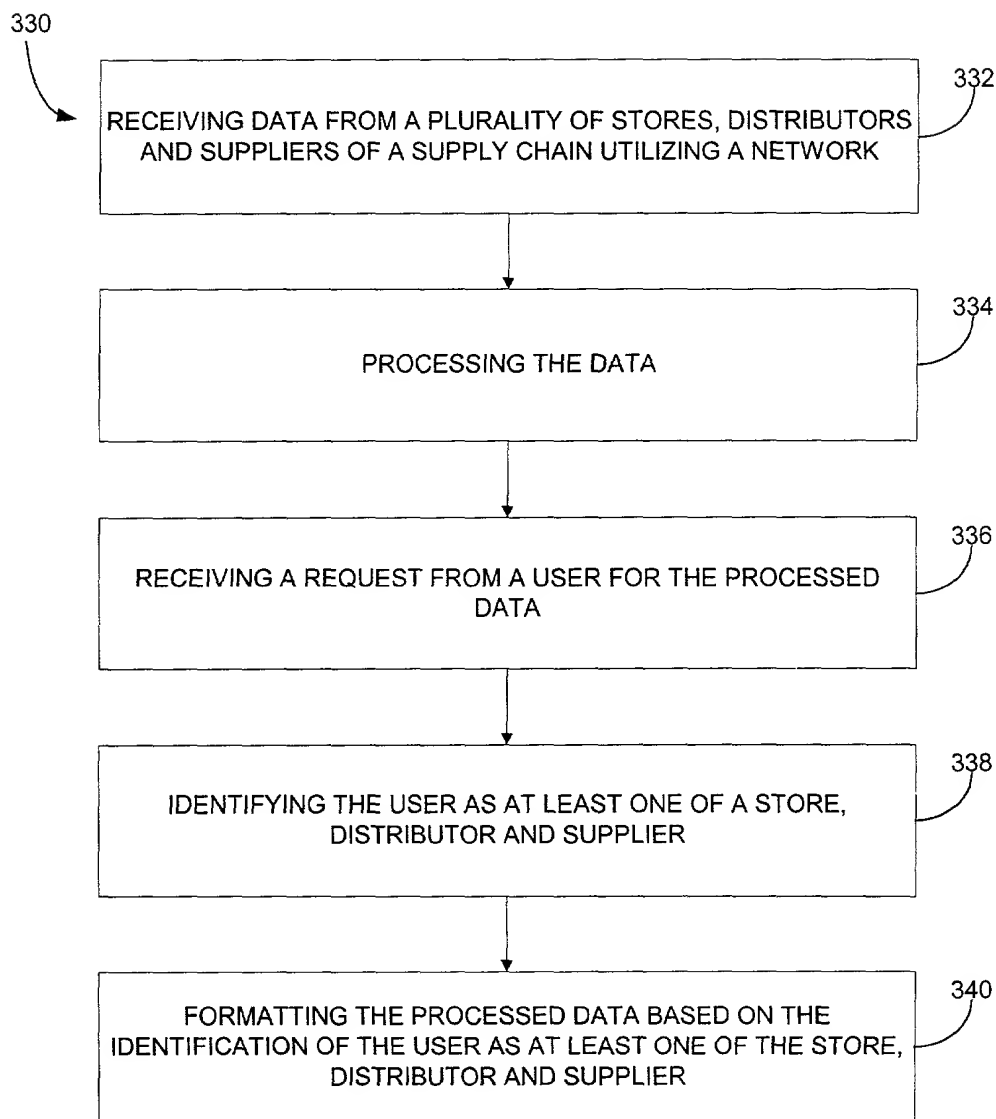 330
332
RECEIVING DATA FROM A PLURALITY OF STORES, DISTRIBUTORS
AND SUPPLIERS OF A SUPPLY CHAIN UTILIZING A NETWORK
334
PROCESSING THE DATA
336
RECEIVING A REQUEST FROM A USER FOR THE PROCESSED
DATA
338
IDENTIFYING THE USER AS AT LEAST ONE OF A STORE,
DISTRIBUTOR AND SUPPLIER
340
FORMATTING THE PROCESSED DATA BASED ON THE
IDENTIFICATION OF THE USER AS AT LEAST ONE OF THE STORE,
DISTRIBUTOR AND SUPPLIER